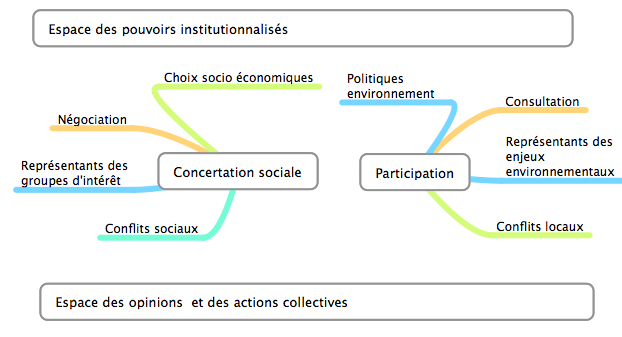 Espace des pouvoirs institutionnalisés
Choix socio économiques
Négociation
Représentants des
groupes d'intérêt
Concertation sociale
Conflits sociaux
Politiques
environnement
Consultation
Représentants des
enjeux
environnementaux
Participation
Conflits locaux
Espace des opinions  et des actions collectives